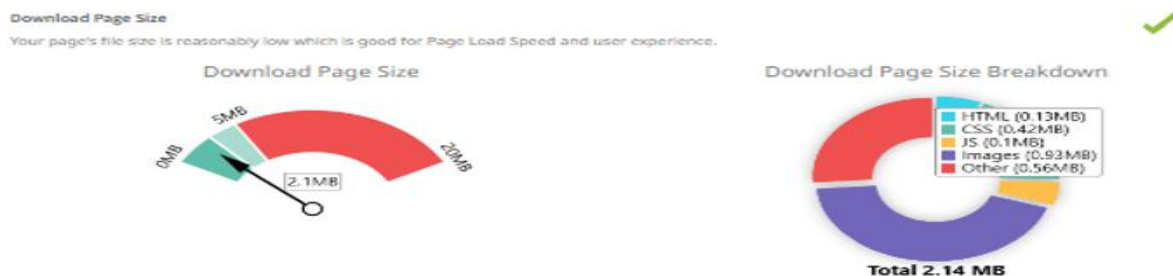 Download Page Size
Your page's file size is reasonably low which is good for Page Load Speed and user experience.
Download Page Size
0MB
5MB
20MB
2.1MB
Download Page Size Breakdown
HTML (0.13MB)
CSS (0.42MB)
JS (0.1MB)
Images (0.93MB)
Other (0.56MB)
Total 2.14 MB